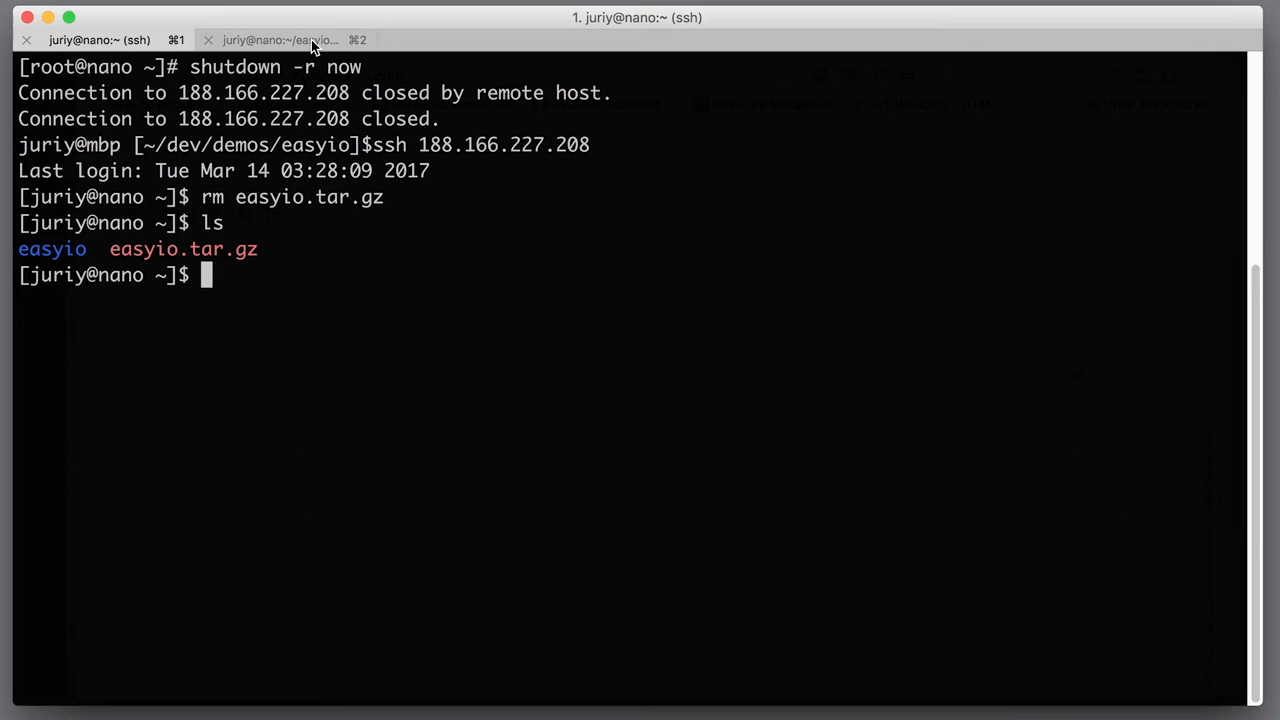 1. juriy@nano:~ (ssh)
juriy@nano:~ (ssh) ⌘1 juriy@nano:~/easyio... ⌘2
[root@nano ~]# shutdown -r now
Connection to 188.166.227.208 closed by remote host.
Connection to 188.166.227.208 closed.
juriy@mbp [~/dev/demos/easyio]$ssh 188.166.227.208
Last login: Tue Mar 14 03:28:09 2017
[juriy@nano ~]$ rm easyio.tar.gz
[juriy@nano ~]$ ls
easyio  easyio.tar.gz
[juriy@nano ~]$